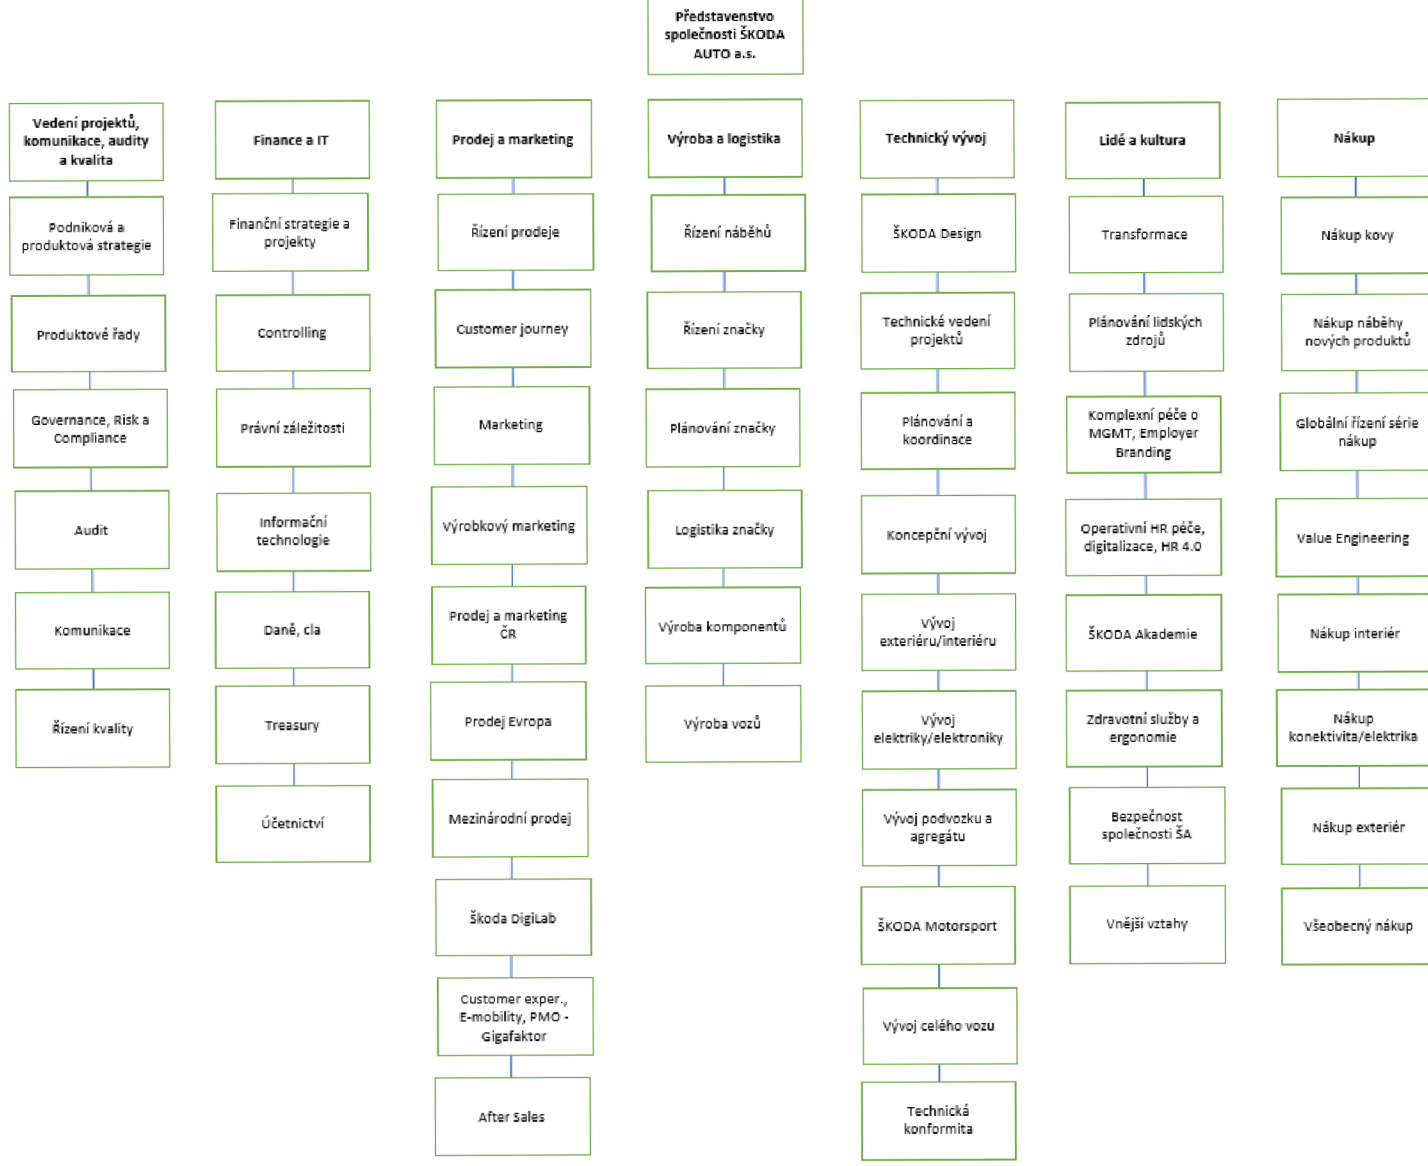 Představenstvo
společnosti ŠKODA
AUTO a.s.
Vedení projektů,
komunikace, audity
a kvalita
Podniková a
produktová strategie
Produktové řady
Governance, Risk a
Compliance
Audit
Komunikace
Řízení kvality
Finance a IT
Finanční strategie a
projekty
Controlling
Právní záležitosti
Informační
technologie
Daně, cla
Treasury
Účetnictví
Prodej a marketing
Řízení prodeje
Customer journey
Marketing
Výrobkový marketing
Prodej a marketing
ČR
Prodej Evropa
Mezinárodní prodej
Škoda DigiLab
Customer exper.,
E-mobility, PMO -
Gigafaktor
After Sales
Výroba a logistika
Řízení náběhů
Řízení značky
Plánování značky
Logistika značky
Výroba komponentů
Výroba vozů
Technický vývoj
ŠKODA Design
Technické vedení
projektů
Plánování a
koordinace
Koncepční vývoj
Vývoj
exteriéru/interiéru
Vývoj
elektriky/elektroniky
Vývoj podvozku a
agregátu
ŠKODA Motorsport
Vývoj celého vozu
Technická
konformita
Lidé a kultura
Transformace
Plánování lidských
zdrojů
Komplexní péče o
MGMT, Employer
Branding
Operativní HR péče,
digitalizace, HR 4.0
ŠKODA Akademie
Zdravotní služby a
ergonomie
Bezpečnost
společnosti ŠA
Vnější vztahy
Nákup
Nákup kovy
Nákup náběhy
nových produktů
Globální řízení série
nákup
Value Engineering
Nákup interiér
Nákup
konektivita/elektrika
Nákup exteriér
Všeobecný nákup